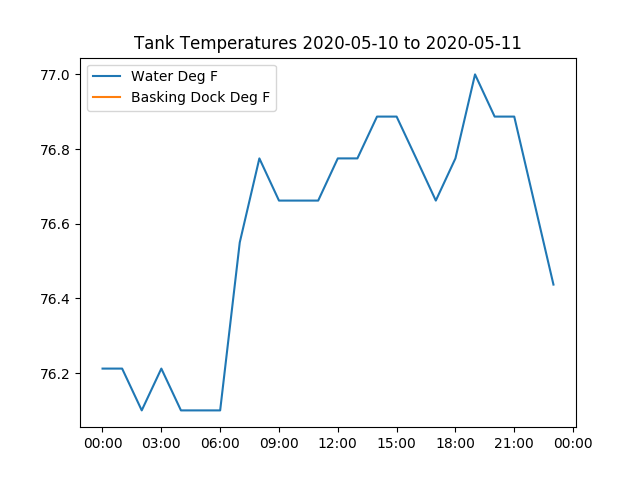 Tank Temperatures 2020-05-10 to 2020-05-11
Water Deg F
Basking Dock Deg F
77.0
76.8
76.6
76.4
76.2
00:00 03:00 06:00 09:00 12:00 15:00 18:00 21:00 00:00